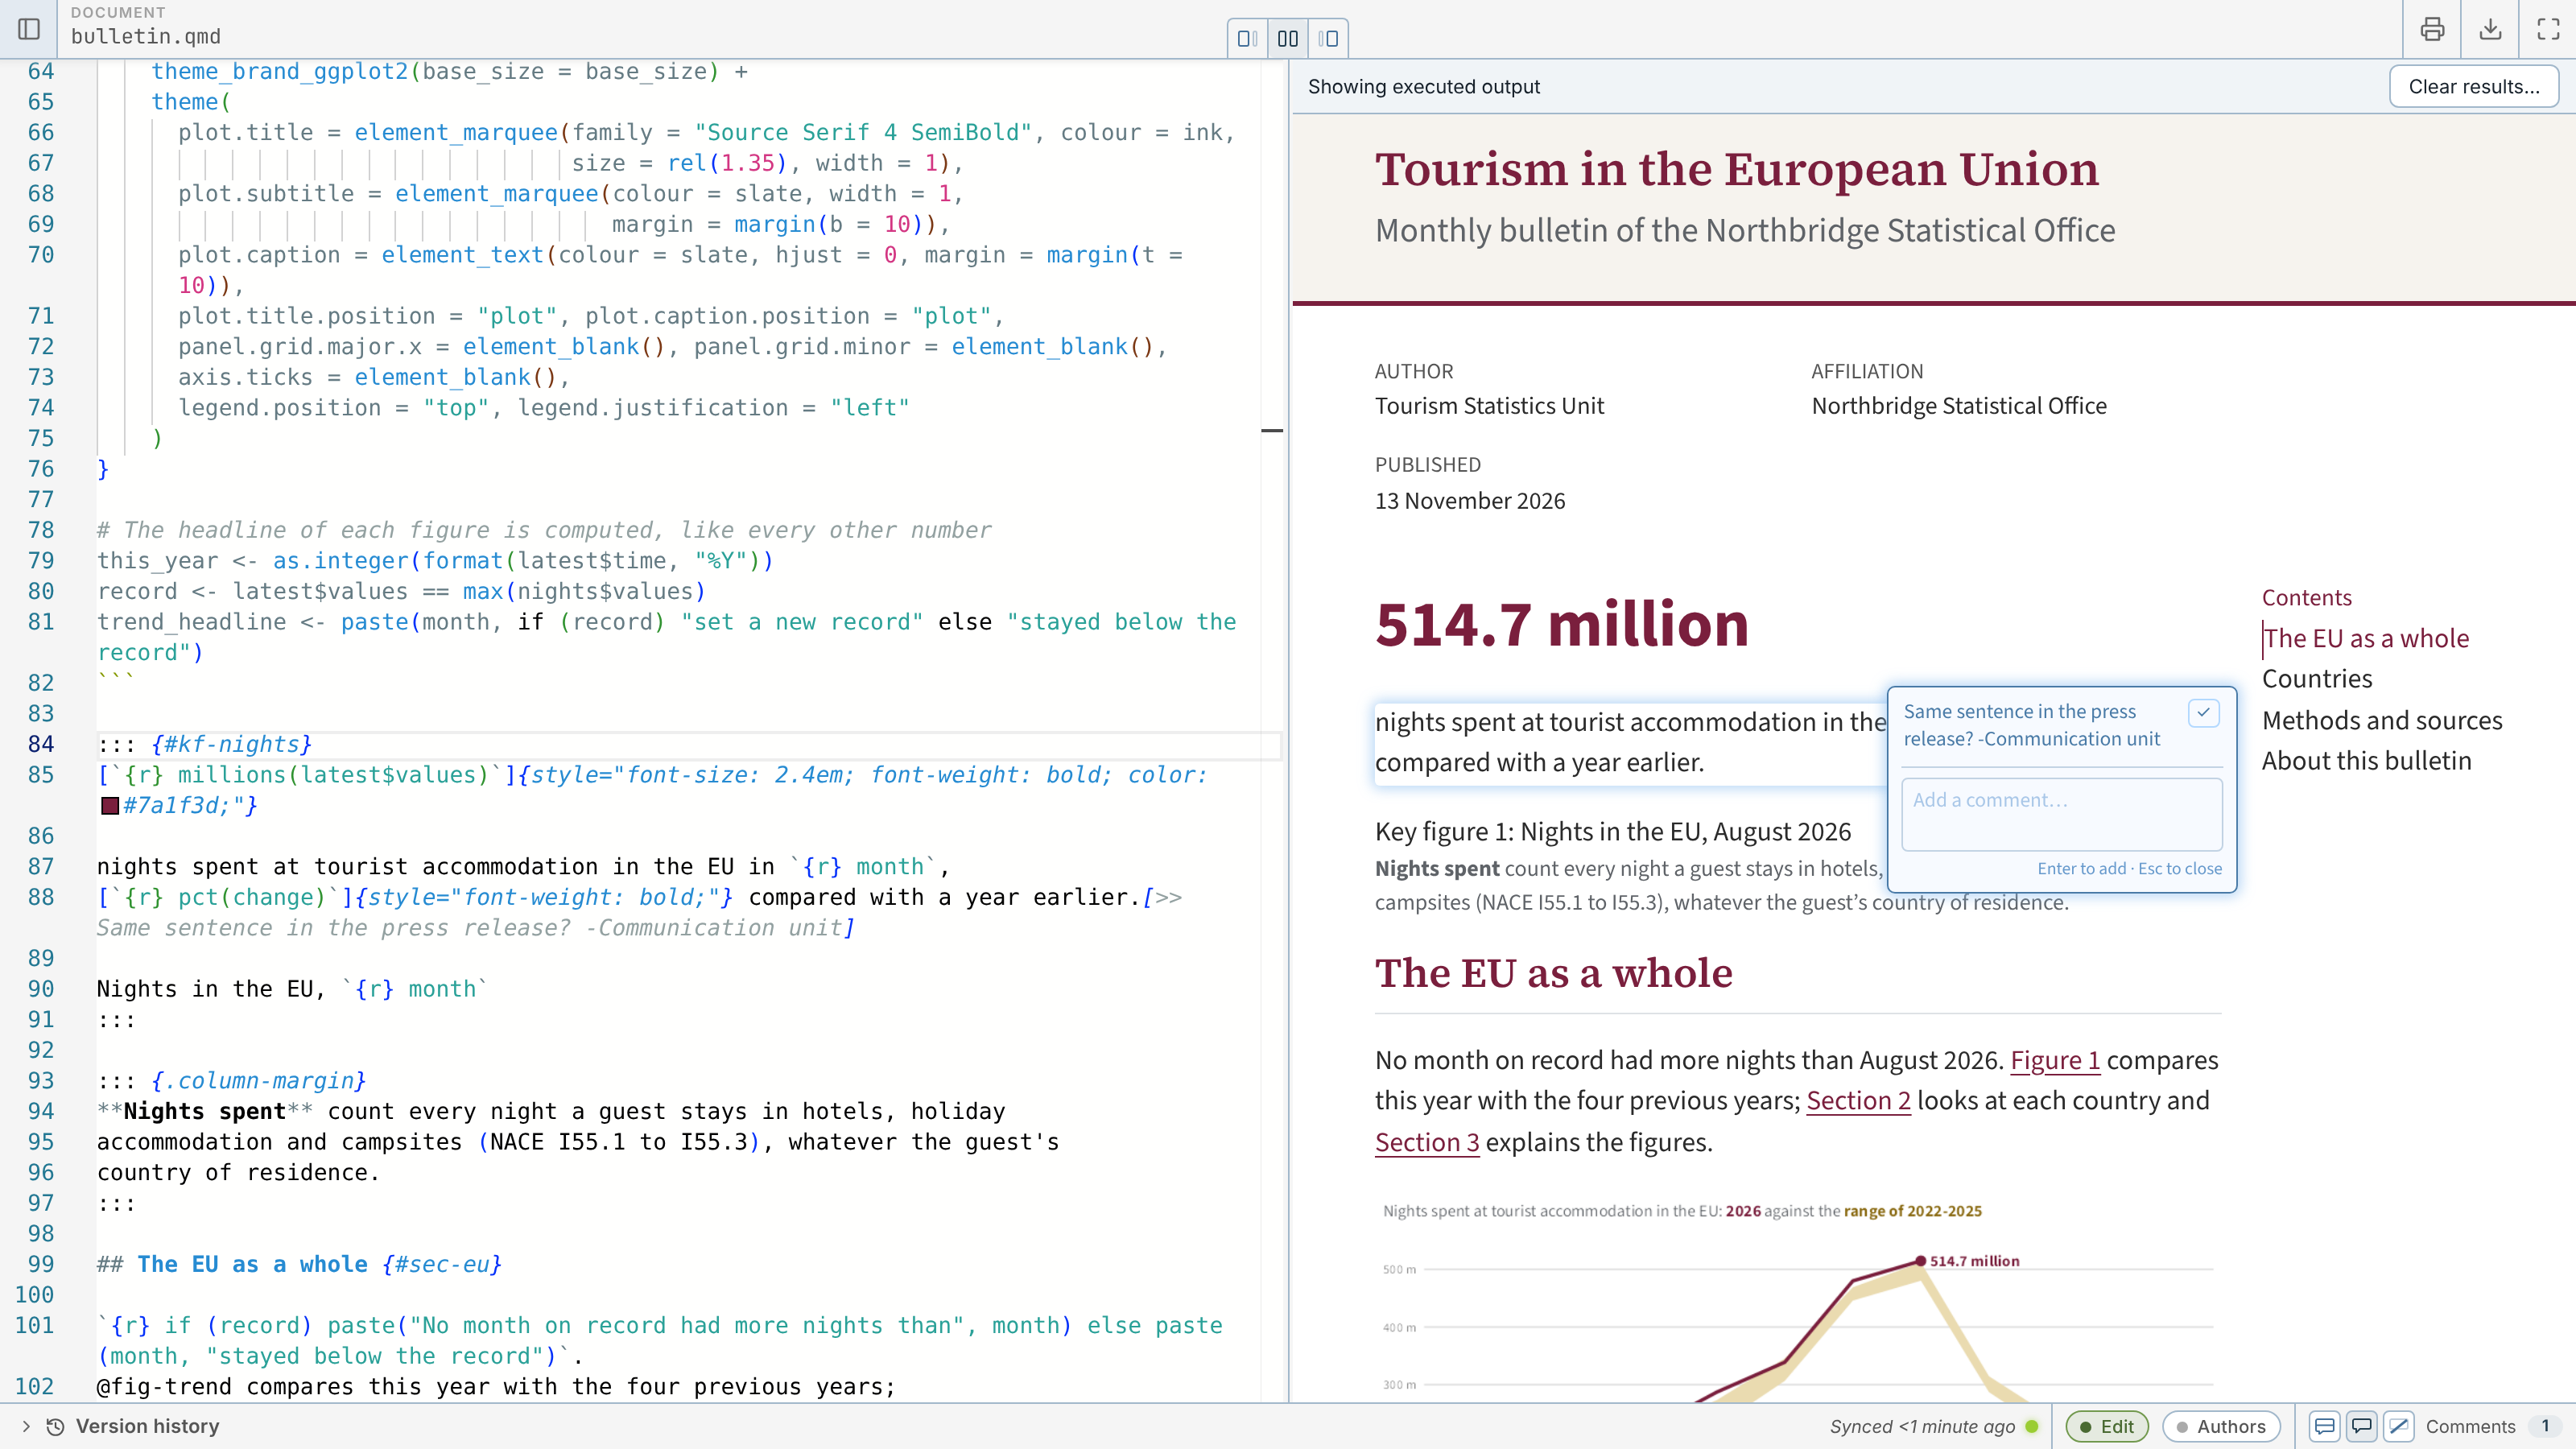 DOCUMENT
bulletin.qmd
64 theme_brand_ggplot2(base_size = base_size) +
65 theme(
66 plot.title = element_marquee(family = "Source Serif 4 SemiBold", colour = ink,
67 size = rel(1.35), width = 1),
68 plot.subtitle = element_marquee(colour = slate, width = 1,
69 margin = margin(b = 10)),
70 plot.caption = element_text(colour = slate, hjust = 0, margin = margin(t =
10)),
71 plot.title.position = "plot", plot.caption.position = "plot",
72 panel.grid.major.x = element_blank(), panel.grid.minor = element_blank(),
73 axis.ticks = element_blank(),
74 legend.position = "top", legend.justification = "left"
75 )
76 }
77
78 # The headline of each figure is computed, like every other number
79 this_year <- as.integer(format(latest$time, "%Y"))
80 record <- latest$values == max(nights$values)
81 trend_headline <- paste(month, if (record) "set a new record" else "stayed below the
record")
82 ```
83
84 ::: {#kf-nights}
85 [`{r} millions(latest$values)`]{style="font-size: 2.4em; font-weight: bold; color:
#7a1f3d;"}
86
87 nights spent at tourist accommodation in the EU in `{r} month`,
88 [`{r} pct(change)`]{style="font-weight: bold;"} compared with a year earlier.[>>
Same sentence in the press release? -Communication unit]
89
90 Nights in the EU, `{r} month`
91 :::
92
93 ::: {.column-margin}
94 **Nights spent** count every night a guest stays in hotels, holiday
95 accommodation and campsites (NACE I55.1 to I55.3), whatever the guest's
96 country of residence.
97 :::
98
99 ## The EU as a whole {#sec-eu}
100
101 `{r} if (record) paste("No month on record had more nights than", month) else paste
(month, "stayed below the record")`.
102 @fig-trend compares this year with the four previous years;
Showing executed output
Clear results...
Tourism in the European Union
Monthly bulletin of the Northbridge Statistical Office
AUTHOR
Tourism Statistics Unit
AFFILIATION
Northbridge Statistical Office
PUBLISHED
13 November 2026
514.7 million
nights spent at tourist accommodation in the
compared with a year earlier.
Same sentence in the press
release? -Communication unit
Add a comment…
Enter to add · Esc to close
Key figure 1: Nights in the EU, August 2026
Nights spent count every night a guest stays in hotels,
campsites (NACE I55.1 to I55.3), whatever the guest’s country of residence.
Contents
The EU as a whole
Countries
Methods and sources
About this bulletin
The EU as a whole
No month on record had more nights than August 2026. Figure 1 compares
this year with the four previous years; Section 2 looks at each country and
Section 3 explains the figures.
Nights spent at tourist accommodation in the EU: 2026 against the range of 2022-2025
514.7 million
500 m
400 m
300 m
Version history
Synced <1 minute ago
Edit
Authors
Comments 1